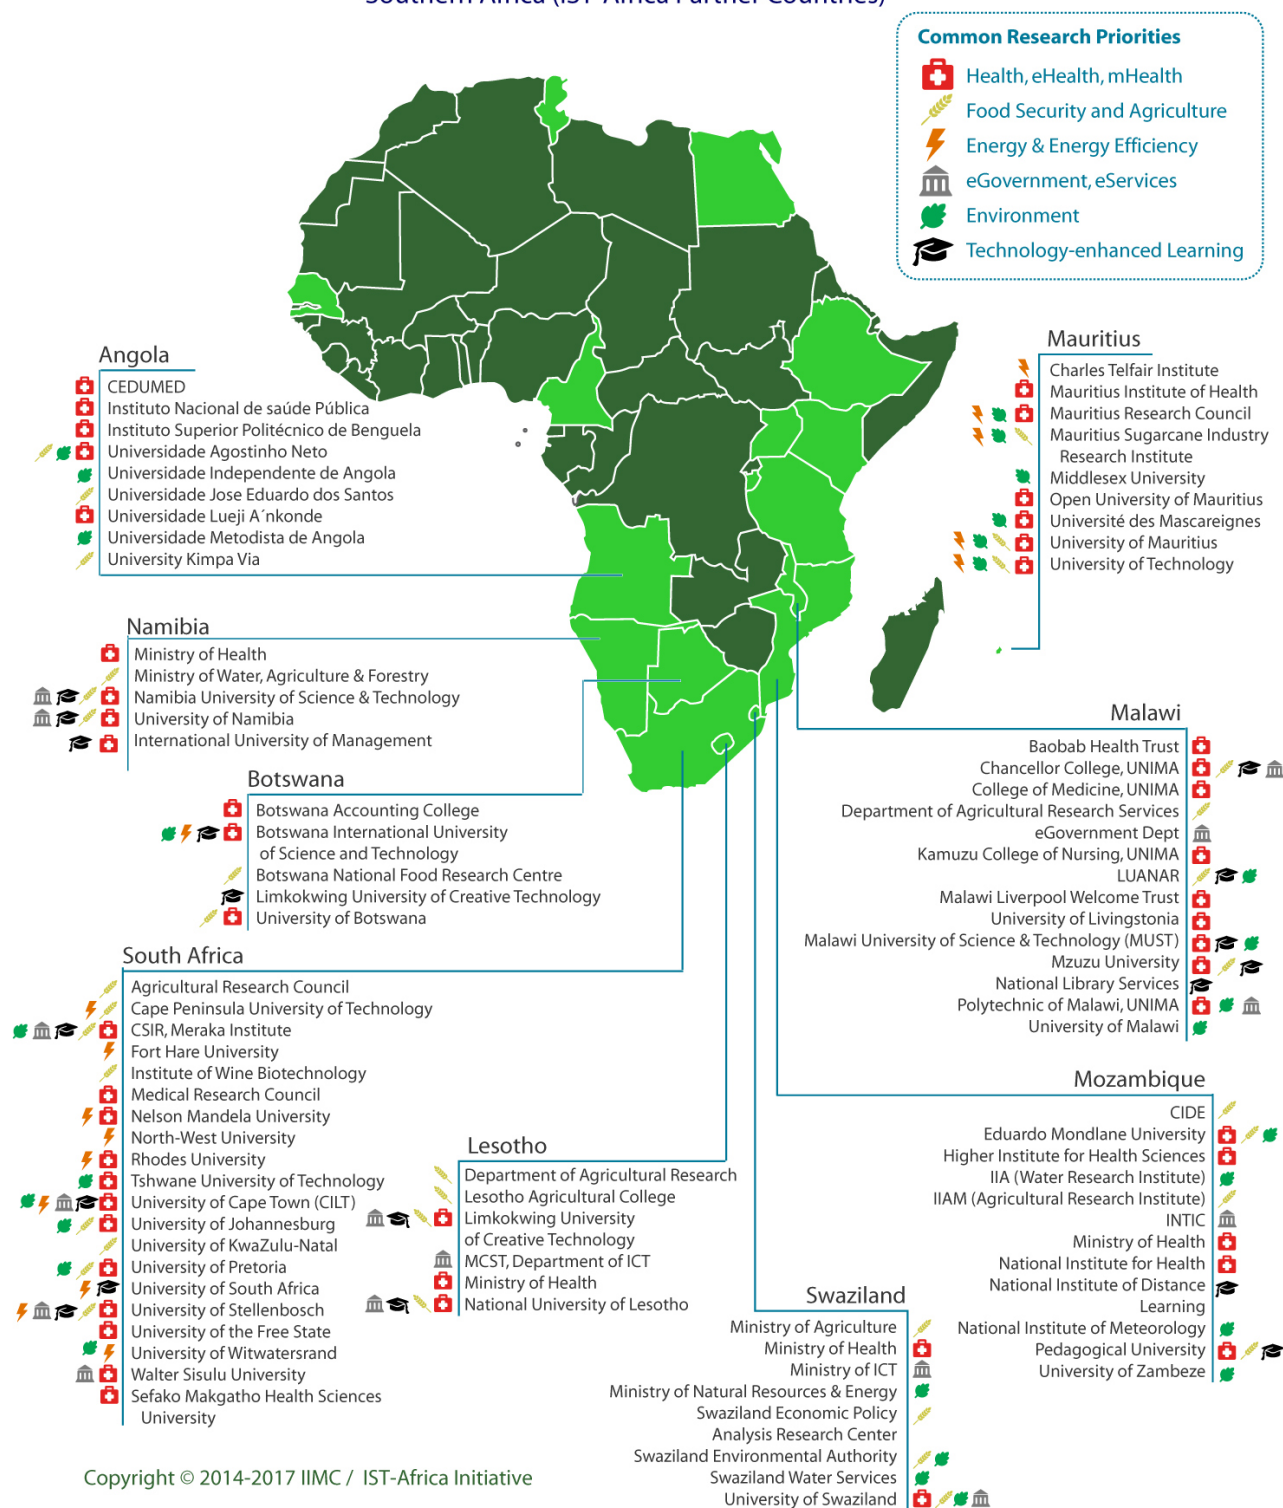 Southern Africa (IST-Africa Partner Countries)
Common Research Priorities
Health, eHealth, mHealth
Food Security and Agriculture
Energy & Energy Efficiency
eGovernment, eServices
Environment
Technology-enhanced Learning
Angola
CEDUMED
Instituto Nacional de saúde Pública
Instituto Superior Politécnico de Benguela
Universidade Agostinho Neto
Universidade Independente de Angola
Universidade Jose Eduardo dos Santos
Universidade Lueji A´nkonde
Universidade Metodista de Angola
University Kimpa Via
Mauritius
Charles Telfair Institute
Mauritius Institute of Health
Mauritius Research Council
Mauritius Sugarcane Industry
Research Institute
Middlesex University
Open University of Mauritius
Université des Mascareignes
University of Mauritius
University of Technology
Namibia
Ministry of Health
Ministry of Water, Agriculture & Forestry
Namibia University of Science & Technology
University of Namibia
International University of Management
Botswana
Botswana Accounting College
Botswana International University
of Science and Technology
Botswana National Food Research Centre
Limkokwing University of Creative Technology
University of Botswana
Malawi
Baobab Health Trust
Chancellor College, UNIMA
College of Medicine, UNIMA
Department of Agricultural Research Services
eGovernment Dept
Kamuzu College of Nursing, UNIMA
LUANAR
Malawi Liverpool Welcome Trust
University of Livingstonia
Malawi University of Science & Technology (MUST)
Mzuzu University
National Library Services
Polytechnic of Malawi, UNIMA
University of Malawi
South Africa
Agricultural Research Council
Cape Peninsula University of Technology
CSIR, Meraka Institute
Fort Hare University
Institute of Wine Biotechnology
Medical Research Council
Nelson Mandela University
North-West University
Rhodes University
Tshwane University of Technology
University of Cape Town (CILT)
University of Johannesburg
University of KwaZulu-Natal
University of Pretoria
University of South Africa
University of Stellenbosch
University of the Free State
University of Witwatersrand
Walter Sisulu University
Sefako Makgatho Health Sciences
University
Lesotho
Department of Agricultural Research
Lesotho Agricultural College
Limkokwing University
of Creative Technology
MCST, Department of ICT
Ministry of Health
National University of Lesotho
Mozambique
CIDE
Eduardo Mondlane University
Higher Institute for Health Sciences
IIA (Water Research Institute)
IIAM (Agricultural Research Institute)
INTIC
Ministry of Health
National Institute for Health
National Institute of Distance
Learning
National Institute of Meteorology
Pedagogical University
University of Zambeze
Swaziland
Ministry of Agriculture
Ministry of Health
Ministry of ICT
Ministry of Natural Resources & Energy
Swaziland Economic Policy
Analysis Research Center
Swaziland Environmental Authority
Swaziland Water Services
University of Swaziland
Copyright © 2014-2017 IIMC / IST-Africa Initiative